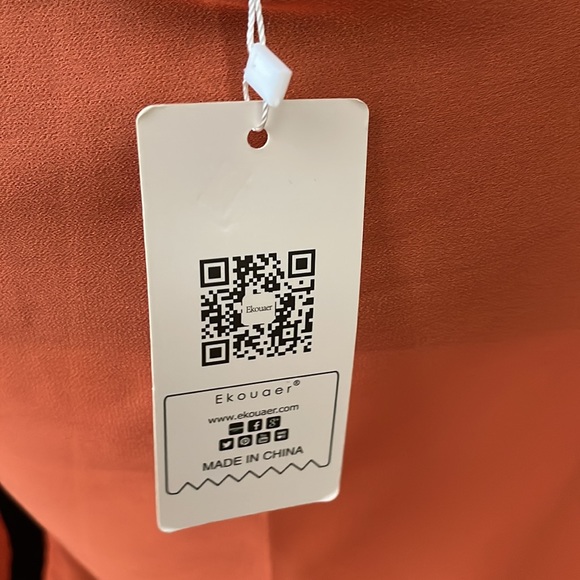 Ekouaer
Ekouaer®
www.ekouaer.com
f g+
MADE IN CHINA